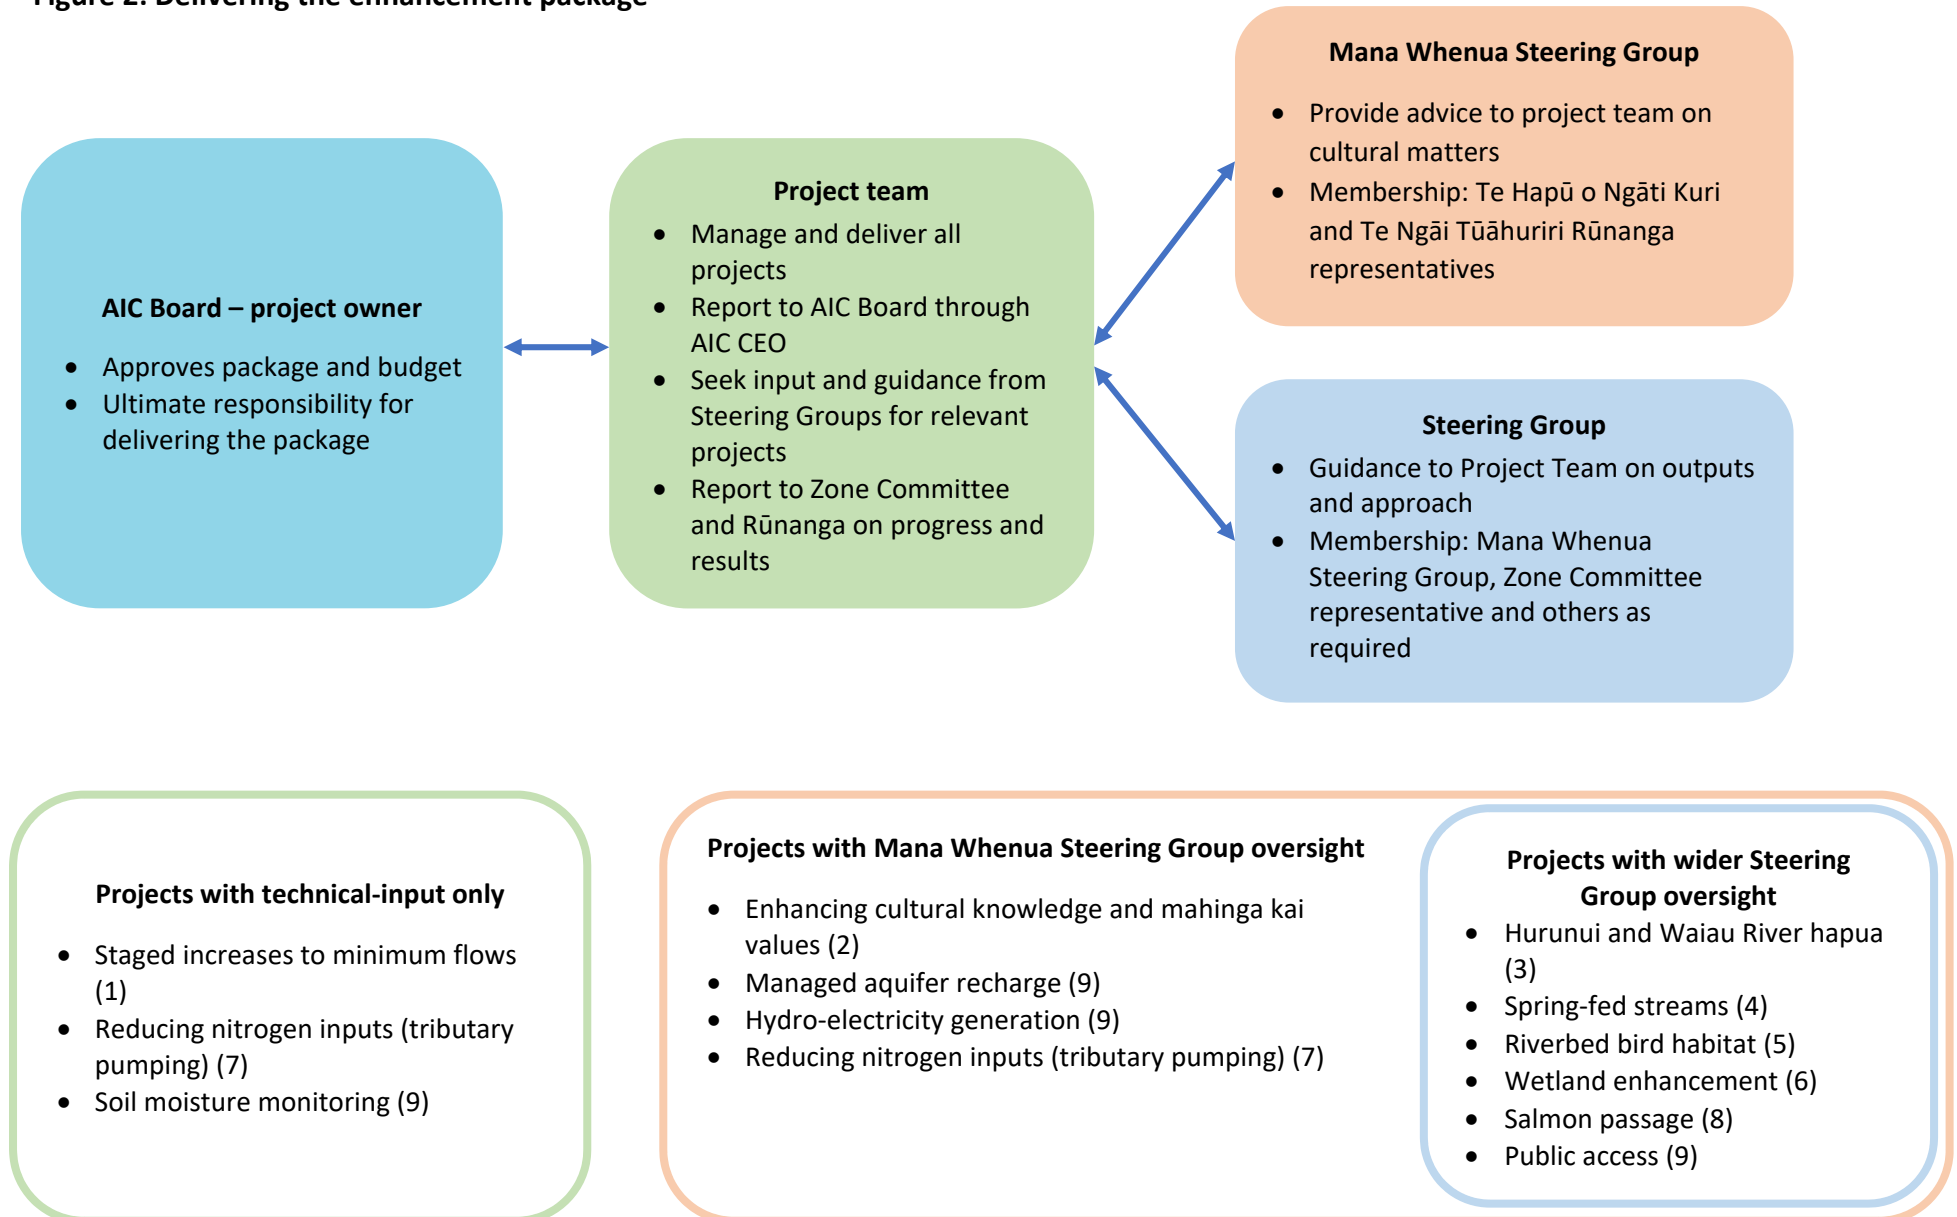 Figure 2: Delivering the enhancement package
AIC Board – project owner
• Approves package and budget
• Ultimate responsibility for
delivering the package
Project team
• Manage and deliver all
projects
• Report to AIC Board through
AIC CEO
• Seek input and guidance from
Steering Groups for relevant
projects
• Report to Zone Committee
and Rūnanga on progress and
results
Mana Whenua Steering Group
• Provide advice to project team on
cultural matters
• Membership: Te Hapū o Ngāti Kuri
and Te Ngāi Tūāhuriri Rūnanga
representatives
Steering Group
• Guidance to Project Team on outputs
and approach
• Membership: Mana Whenua
Steering Group, Zone Committee
representative and others as
required
Projects with technical-input only
• Staged increases to minimum flows
(1)
• Reducing nitrogen inputs (tributary
pumping) (7)
• Soil moisture monitoring (9)
Projects with Mana Whenua Steering Group oversight
• Enhancing cultural knowledge and mahinga kai
values (2)
• Managed aquifer recharge (9)
• Hydro-electricity generation (9)
• Reducing nitrogen inputs (tributary pumping) (7)
Projects with wider Steering
Group oversight
• Hurunui and Waiau River hapua
(3)
• Spring-fed streams (4)
• Riverbed bird habitat (5)
• Wetland enhancement (6)
• Salmon passage (8)
• Public access (9)